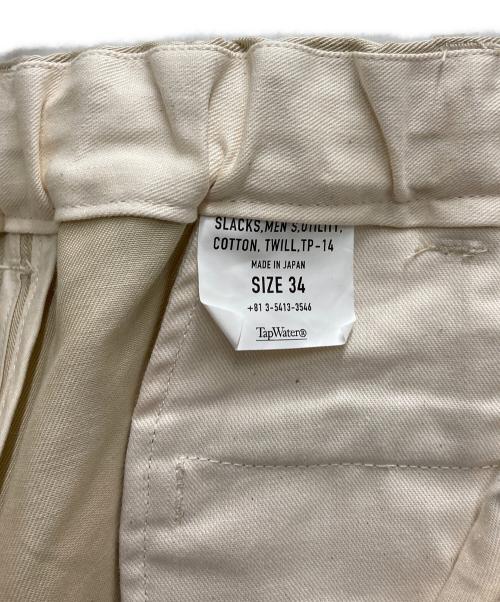 SLACKS,MEN'S,UTILITY,
COTTON, TWILL,TP-14
MADE IN JAPAN
SIZE 34
+81 3-5413-3546
TapWater®